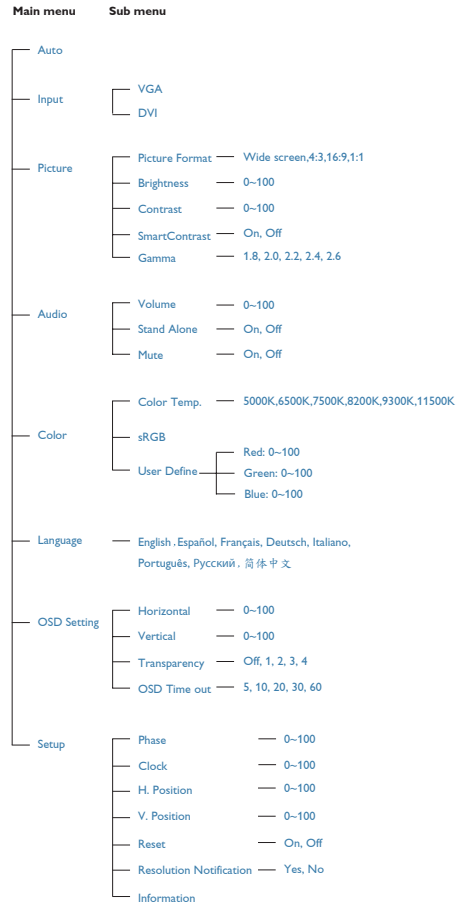 Main menu Sub menu
Auto
Input
VGA
DVI
Picture
Picture Format Wide screen,4:3,16:9,1:1
Brightness 0~100
Contrast 0~100
SmartContrast On, Off
Gamma 1.8, 2.0, 2.2, 2.4, 2.6
Audio
Volume 0~100
Stand Alone On, Off
Mute On, Off
Color
Color Temp. 5000K,6500K,7500K,8200K,9300K,11500K
sRGB
User Define
Red: 0~100
Green: 0~100
Blue: 0~100
Language
English , Español, Français, Deutsch, Italiano,
Português, Русский , 简体中文
OSD Setting
Horizontal 0~100
Vertical 0~100
Transparency Off, 1, 2, 3, 4
OSD Time out 5, 10, 20, 30, 60
Setup
Phase 0~100
Clock 0~100
H. Position 0~100
V. Position 0~100
Reset On, Off
Resolution Notification Yes, No
Information